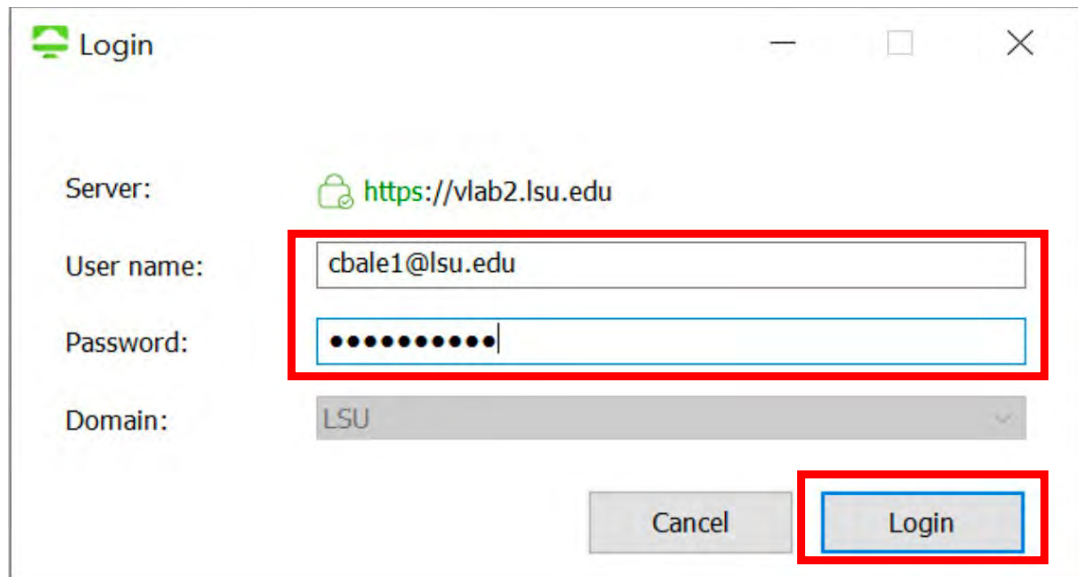 Login
Server: https://vlab2.lsu.edu
User name: cbale1@lsu.edu
Password: ●●●●●●●●●●
Domain: LSU
Cancel Login